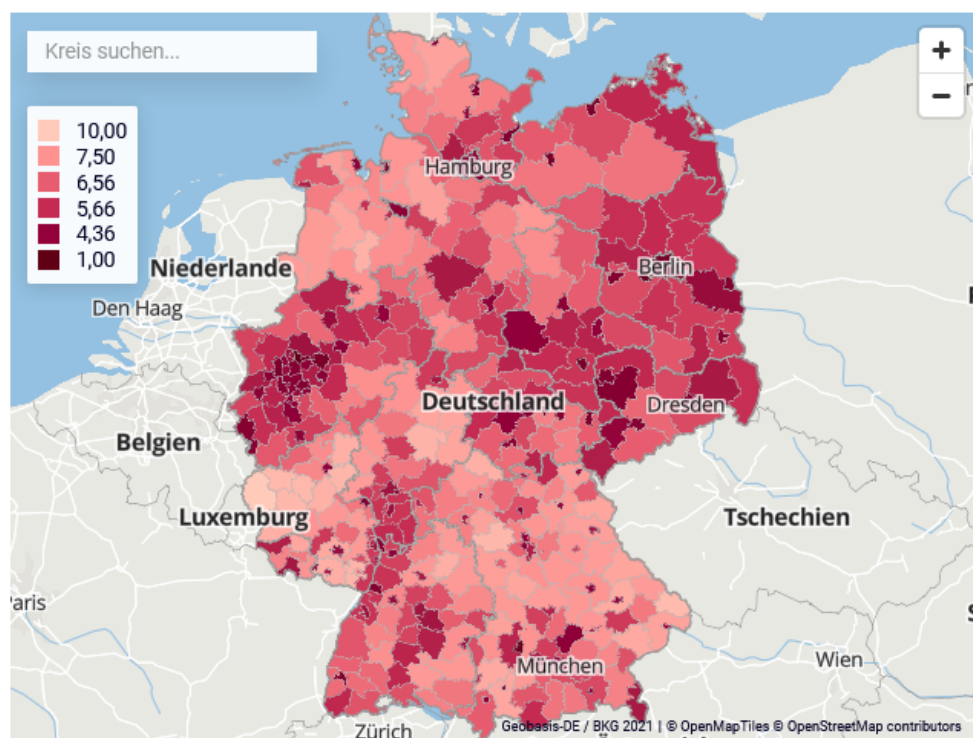 Kreis suchen...
+
−
10,00
7,50
6,56
5,66
4,36
1,00
Hamburg
Niederlande
Berlin
Den Haag
Deutschland
Dresden
Belgien
Luxemburg
Tschechien
München
Wien
Zürich
Geobasis-DE / BKG 2021 | © OpenMapTiles © OpenStreetMap contributors